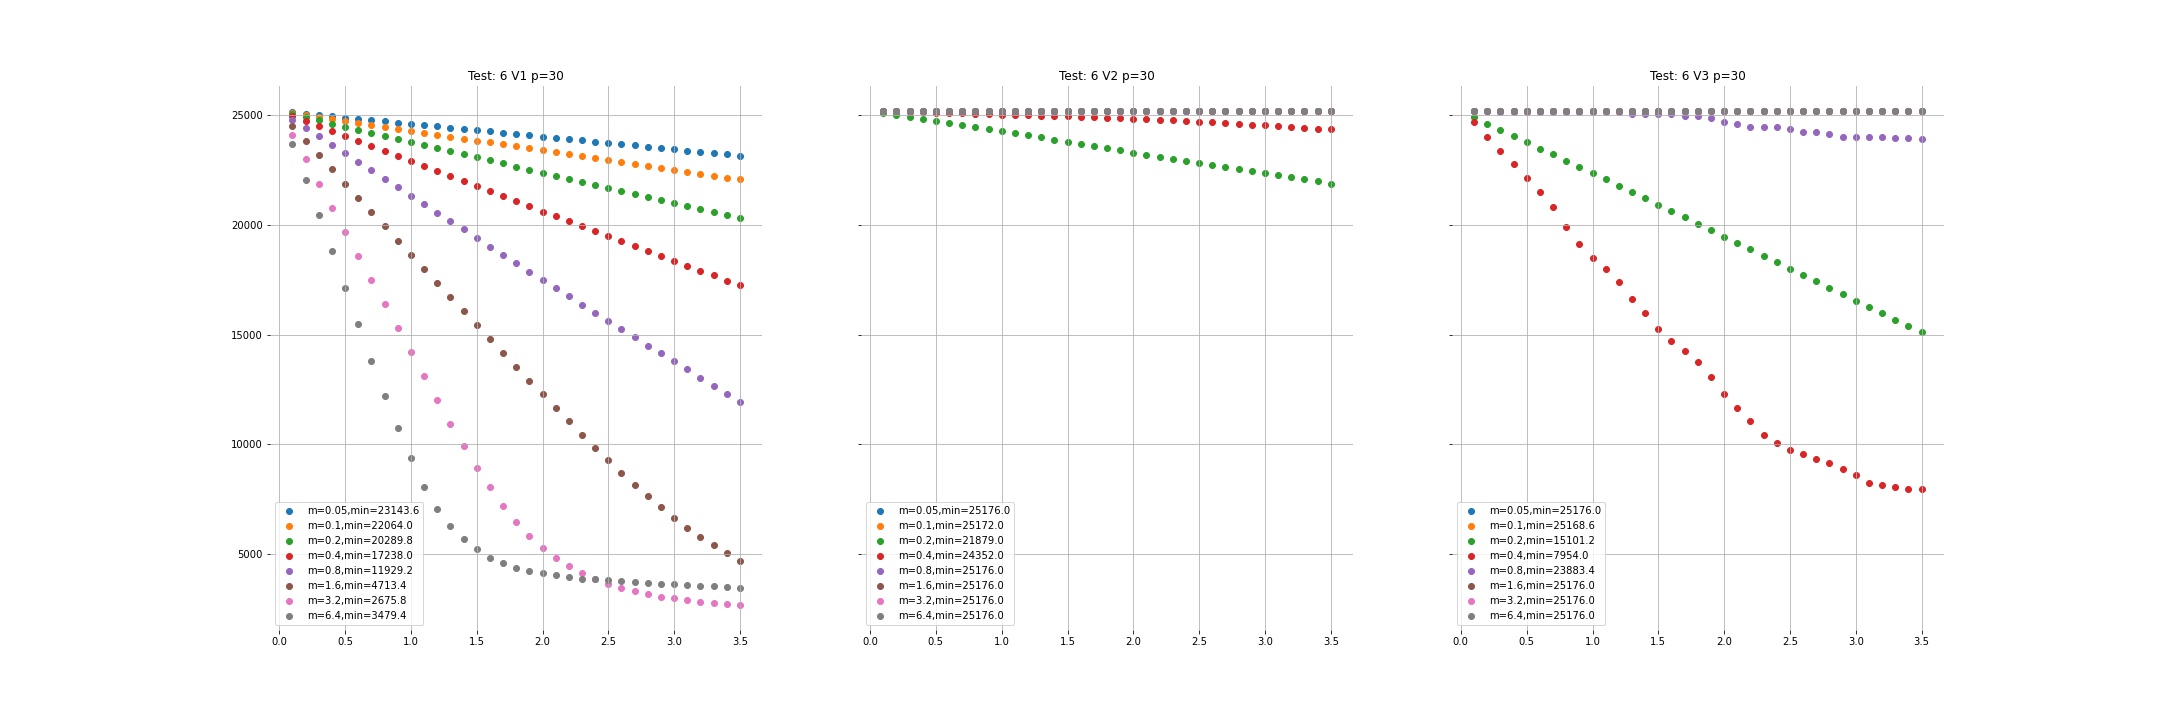 Test: 6 V1 p=30
25000
20000
15000
10000
5000
m=0.05,min=23143.6
m=0.1,min=22064.0
m=0.2,min=20289.8
m=0.4,min=17238.0
m=0.8,min=11929.2
m=1.6,min=4713.4
m=3.2,min=2675.8
m=6.4,min=3479.4
0.0 0.5 1.0 1.5 2.0 2.5 3.0 3.5
Test: 6 V2 p=30
m=0.05,min=25176.0
m=0.1,min=25172.0
m=0.2,min=21879.0
m=0.4,min=24352.0
m=0.8,min=25176.0
m=1.6,min=25176.0
m=3.2,min=25176.0
m=6.4,min=25176.0
0.0 0.5 1.0 1.5 2.0 2.5 3.0 3.5
Test: 6 V3 p=30
m=0.05,min=25176.0
m=0.1,min=25168.6
m=0.2,min=15101.2
m=0.4,min=7954.0
m=0.8,min=23883.4
m=1.6,min=25176.0
m=3.2,min=25176.0
m=6.4,min=25176.0
0.0 0.5 1.0 1.5 2.0 2.5 3.0 3.5